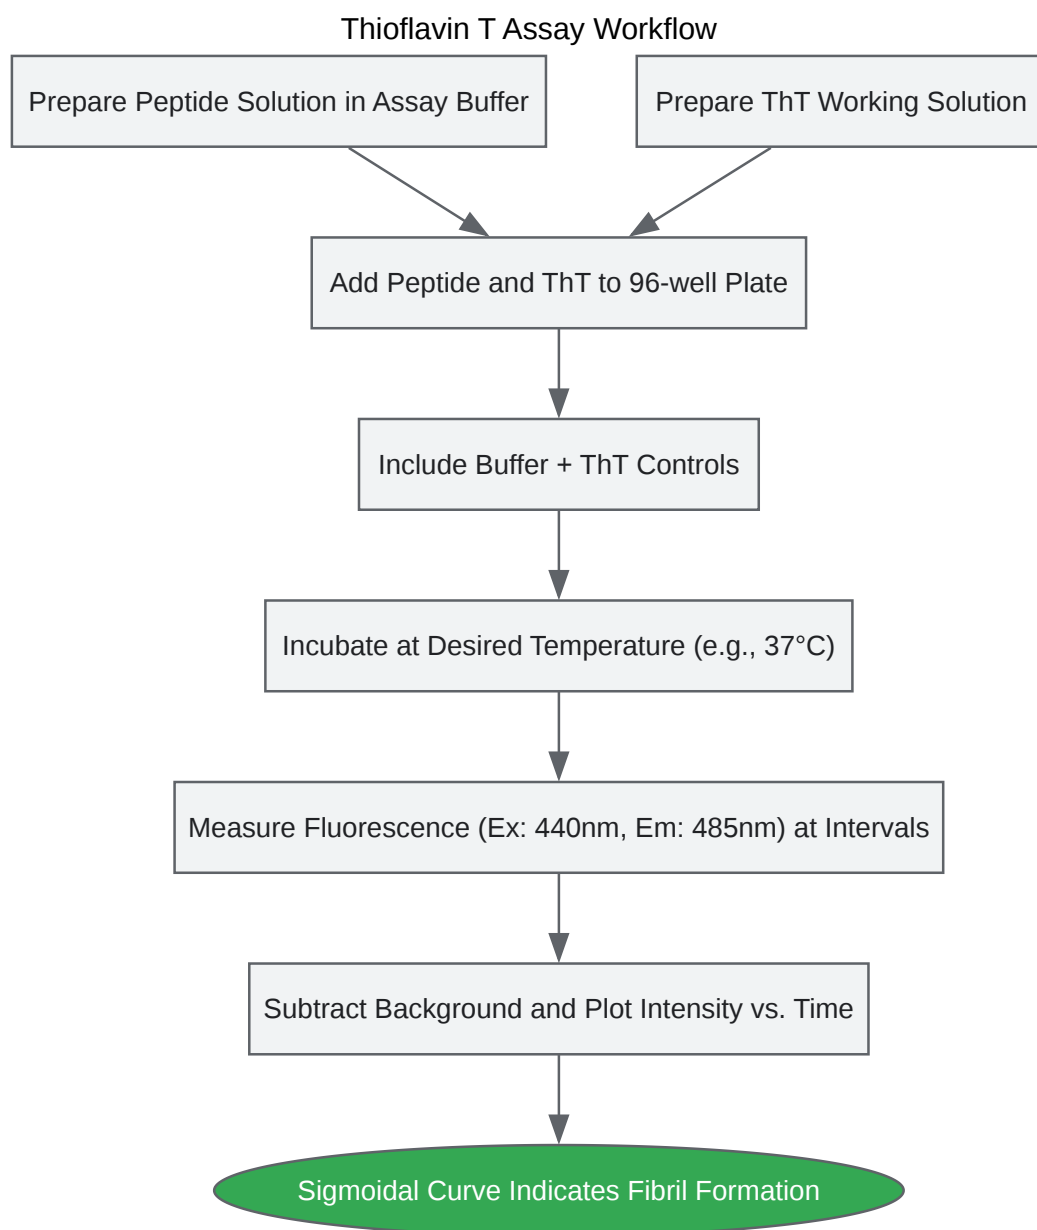 Thioflavin T Assay Workflow
Prepare Peptide Solution in Assay Buffer
Prepare ThT Working Solution
Add Peptide and ThT to 96-well Plate
Include Buffer + ThT Controls
Incubate at Desired Temperature (e.g., 37°C)
Measure Fluorescence (Ex: 440nm, Em: 485nm) at Intervals
Subtract Background and Plot Intensity vs. Time
Sigmoidal Curve Indicates Fibril Formation